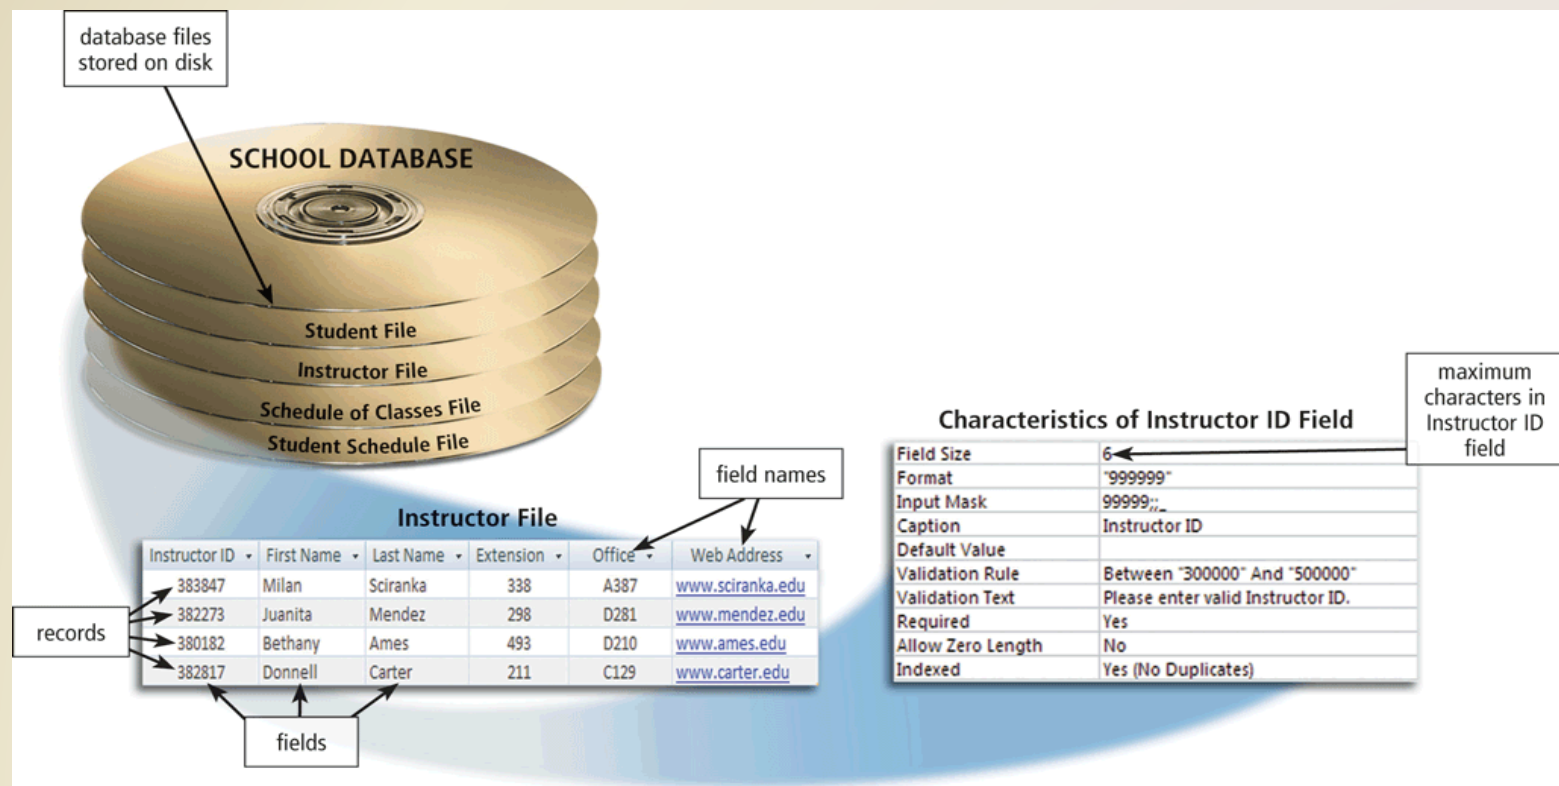 database files
stored on disk
SCHOOL DATABASE
Student File
Instructor File
Schedule of Classes File
Student Schedule File
Instructor File
field names
Instructor ID First Name Last Name Extension Office Web Address
383847 Milan Sciranka 338 A387 www.sciranka.edu
382273 Juanita Mendez 298 D281 www.mendez.edu
380182 Bethany Ames 493 D210 www.ames.edu
382817 Donnell Carter 211 C129 www.carter.edu
records
fields
Characteristics of Instructor ID Field
Field Size 6
Format "999999"
Input Mask 99999;;_
Caption Instructor ID
Default Value
Validation Rule Between "300000" And "500000"
Validation Text Please enter valid Instructor ID.
Required Yes
Allow Zero Length No
Indexed Yes (No Duplicates)
maximum
characters in
Instructor ID
field